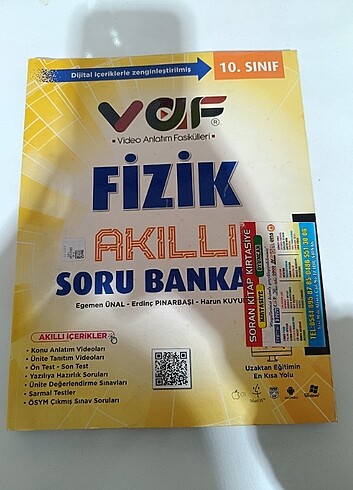 Dijital içeriklerle zenginleştirilmiş
10. SINIF
VAF
®
Video Anlatım Fasikülleri
FİZİK
AKILLI
SORU BANKA
Egemen ÜNAL - Erdinç PINARBAŞI - Harun KUYU
SORAN KİTAP KIRTASİYE
AKILLI İÇERİKLER
• Konu Anlatım Videoları
• Ünite Tanıtım Videoları
• Ön Test - Son Test
• Yazılıya Hazırlık Soruları
• Ünite Değerlendirme Sınavları
• Sarmal Testler
• ÖSYM Çıkmış Sınav Soruları
Uzaktan Eğitimin
En Kısa Yolu